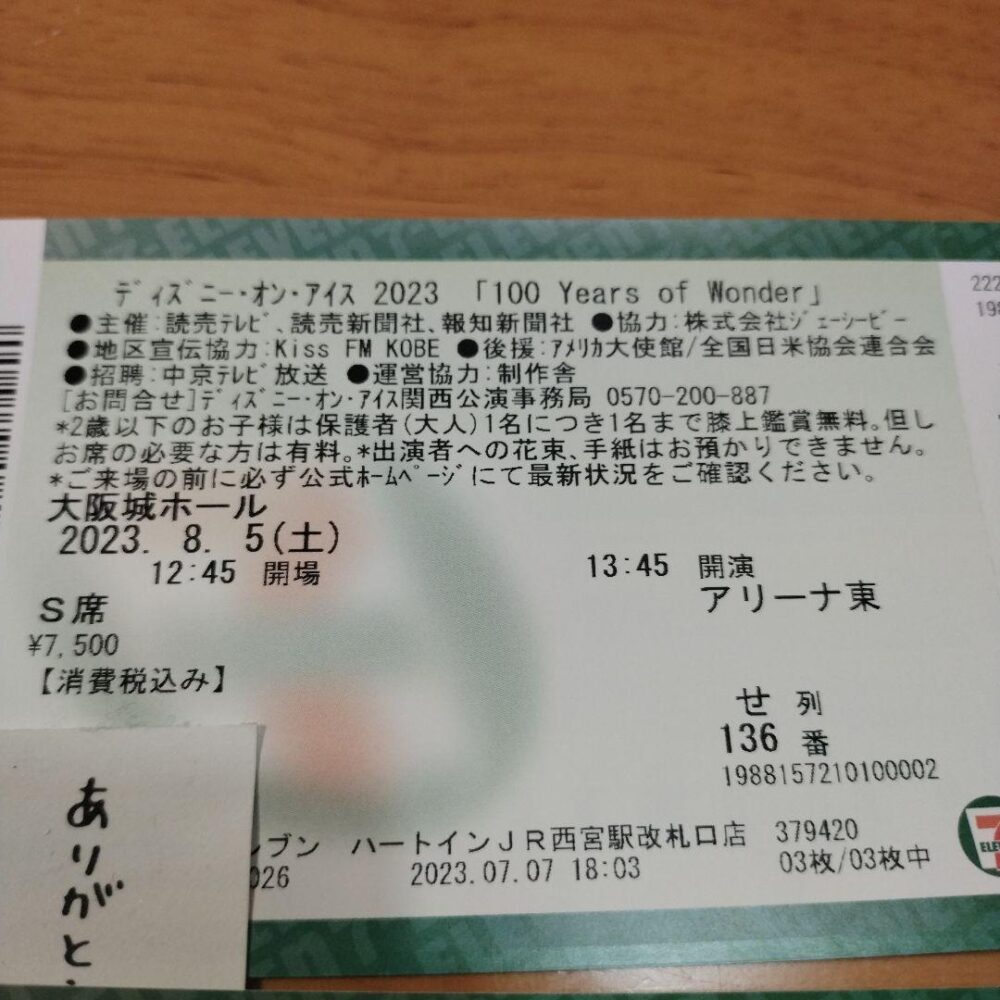 ディズニー・オン・アイス 2023 「100 Years of Wonder」
●主催:読売テレビ、読売新聞社、報知新聞社 ●協力:株式会社ジェーシービー
●地区宣伝協力:Kiss FM KOBE ●後援:アメリカ大使館/全国日米協会連合会
●招聘:中京テレビ放送 ●運営協力:制作舎
[お問合せ]ディズニー・オン・アイス関西公演事務局 0570-200-887
*2歳以下のお子様は保護者(大人)1名につき1名まで膝上鑑賞無料。但し
お席の必要な方は有料。*出演者への花束、手紙はお預かりできません。
*ご来場の前に必ず公式ホームページにて最新状況をご確認ください。
大阪城ホール
2023. 8. 5(土)
12:45 開場 13:45 開演
アリーナ東
S席
¥7,500
【消費税込み】
せ 列
136 番
1988157210100002
レブン ハートインJR西宮駅改札口店 379420
026 2023.07.07 18:03 03枚/03枚中
ありがと
222
198
7
ELEVEn